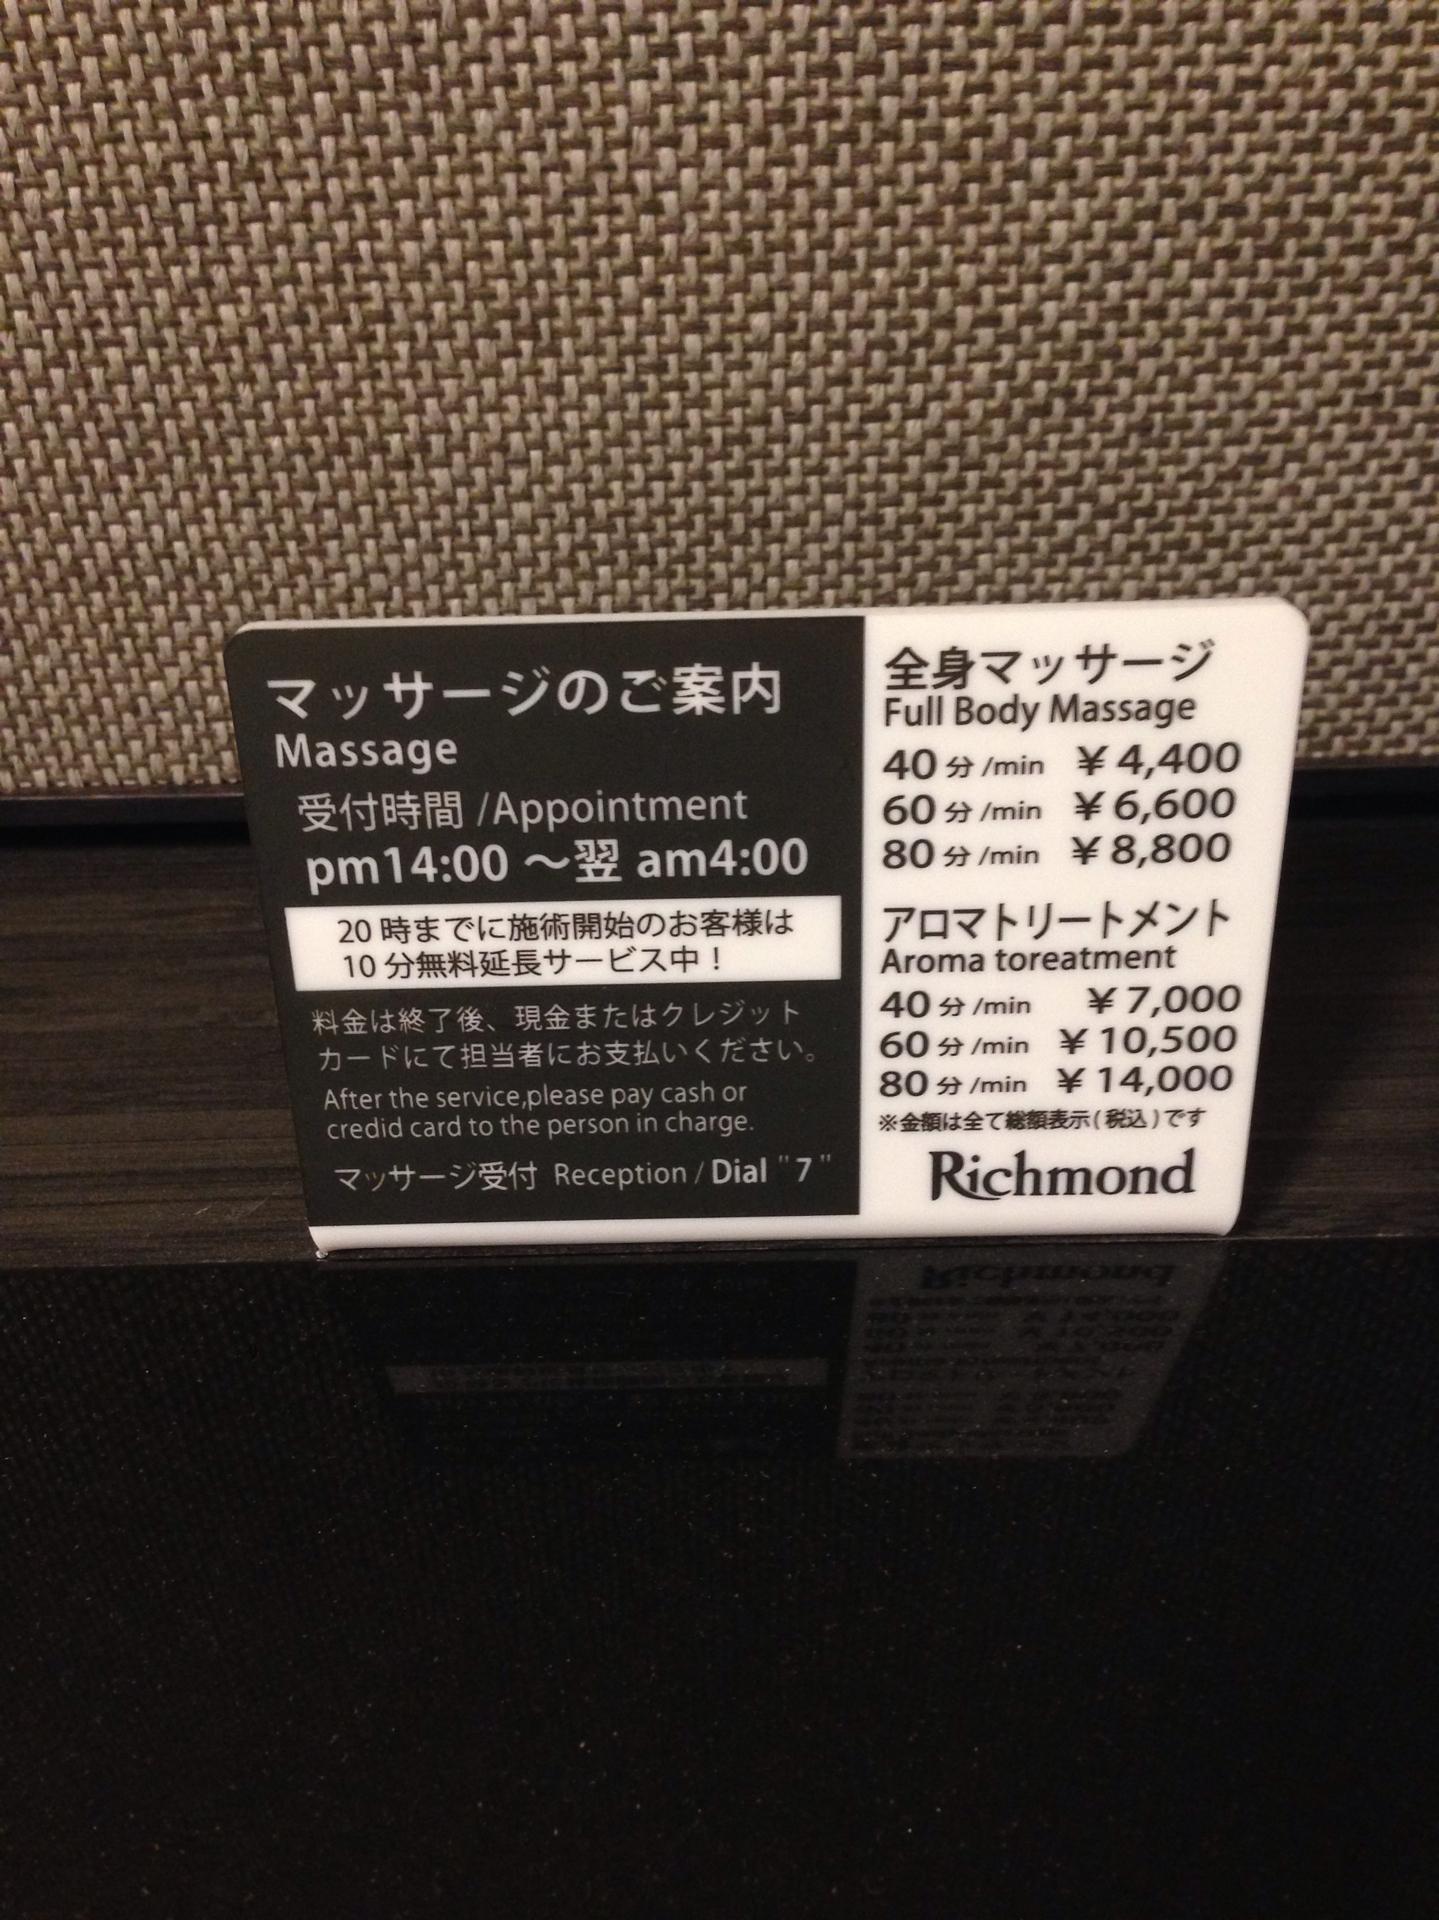 マッサージのご案内
Massage
受付時間 /Appointment
pm14:00 ～翌 am4:00
20 時までに施術開始のお客様は
10 分無料延長サービス中！
料金は終了後、現金またはクレジット
カードにて担当者にお支払いください。
After the service,please pay cash or
credid card to the person in charge.
マッサージ受付 Reception / Dial "7"
全身マッサージ
Full Body Massage
40 分 /min ￥4,400
60 分 /min ￥6,600
80 分 /min ￥8,800
アロマトリートメント
Aroma toreatment
40 分 /min ￥7,000
60 分 /min ￥10,500
80 分 /min ￥14,000
※金額は全て総額表示(税込)です
Richmond